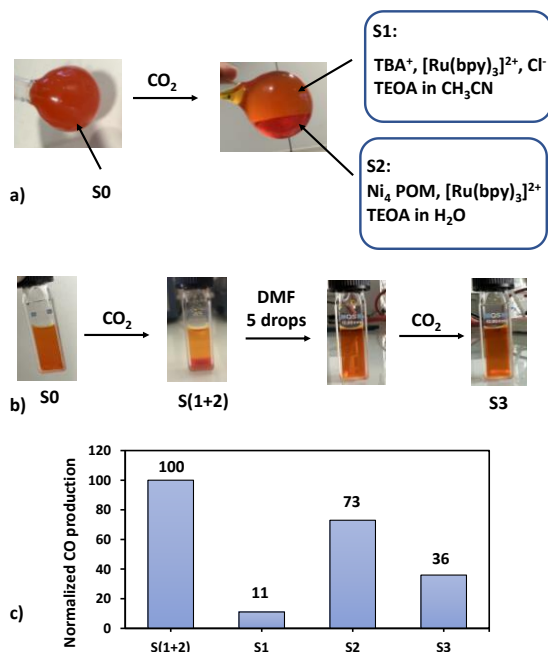 a)
CO₂
S0
S1:
TBA⁺, [Ru(bpy)₃]²⁺, Cl⁻
TEOA in CH₃CN
S2:
Ni₄ POM, [Ru(bpy)₃]²⁺
TEOA in H₂O
b)
CO₂
DMF
5 drops
CO₂
S0
S(1+2)
S3
c)
Normalized CO production
120
100
80
60
40
20
0
100
11
73
36
S(1+2)
S1
S2
S3